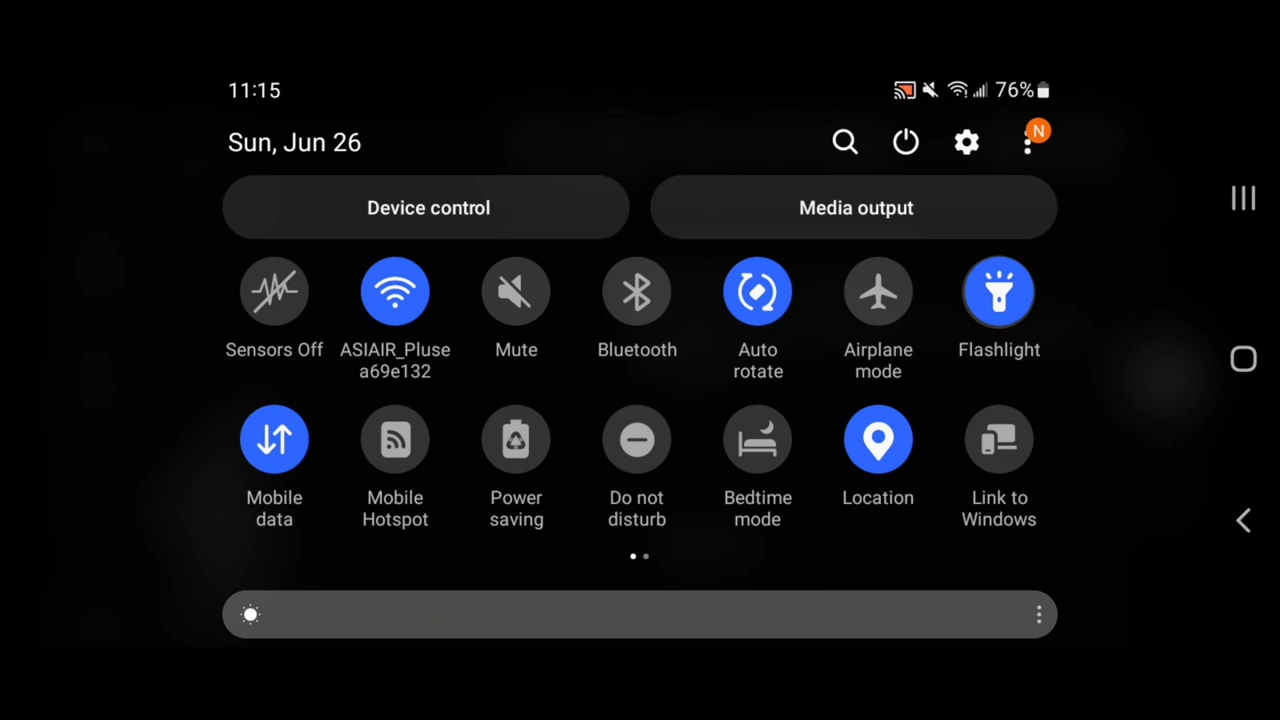 11:15
76%
Sun, Jun 26
N
Device control
Media output
Sensors Off
ASIAIR_Pluse
a69e132
Mute
Bluetooth
Auto
rotate
Airplane
mode
Flashlight
Mobile
data
Mobile
Hotspot
Power
saving
Do not
disturb
Bedtime
mode
Location
Link to
Windows